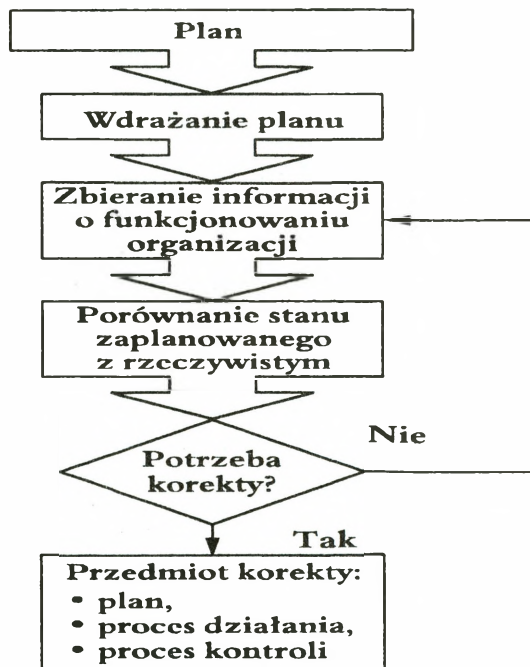 Plan
Wdrażanie planu
Zbieranie informacji
o funkcjonowaniu
organizacji
Porównanie stanu
zaplanowanego
z rzeczywistym
Nie
Potrzeba
korekty?
Tak
Przedmiot korekty:
• plan,
• proces działania,
• proces kontroli